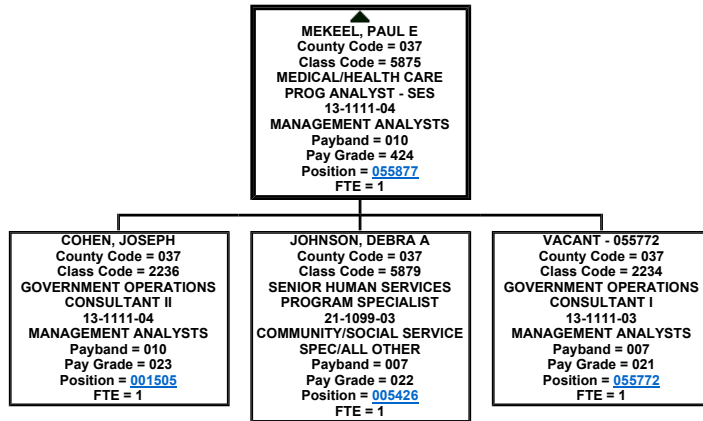 MEKEEL, PAUL E
County Code = 037
Class Code = 5875
MEDICAL/HEALTH CARE
PROG ANALYST - SES
13-1111-04
MANAGEMENT ANALYSTS
Payband = 010
Pay Grade = 424
Position = 055877
FTE = 1
COHEN, JOSEPH
County Code = 037
Class Code = 2236
GOVERNMENT OPERATIONS
CONSULTANT II
13-1111-04
MANAGEMENT ANALYSTS
Payband = 010
Pay Grade = 023
Position = 001505
FTE = 1
JOHNSON, DEBRA A
County Code = 037
Class Code = 5879
SENIOR HUMAN SERVICES
PROGRAM SPECIALIST
21-1099-03
COMMUNITY/SOCIAL SERVICE
SPEC/ALL OTHER
Payband = 007
Pay Grade = 022
Position = 005426
FTE = 1
VACANT - 055772
County Code = 037
Class Code = 2234
GOVERNMENT OPERATIONS
CONSULTANT I
13-1111-03
MANAGEMENT ANALYSTS
Payband = 007
Pay Grade = 021
Position = 055772
FTE = 1